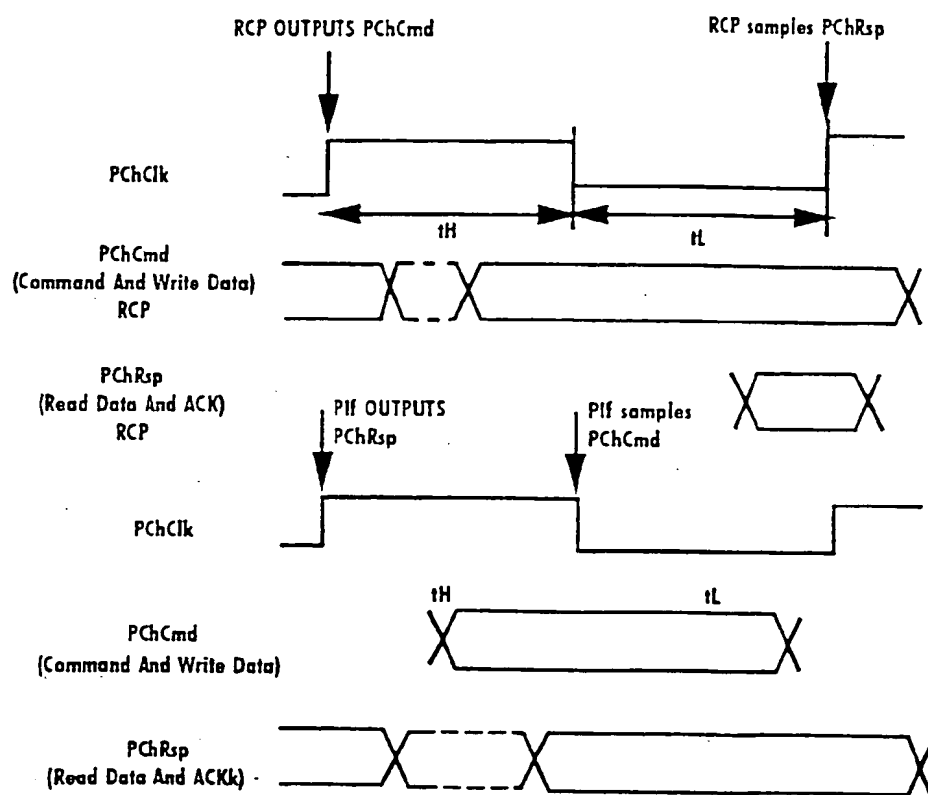 RCP OUTPUTS PChCmd
RCP samples PChRsp
PChClk
tH
tL
PChCmd
(Command And Write Data)
RCP
PChRsp
(Read Data And ACK)
RCP
PIf OUTPUTS
PChRsp
PIf samples
PChCmd
PChClk
tH
tL
PChCmd
(Command And Write Data)
PChRsp
(Read Data And ACKk)